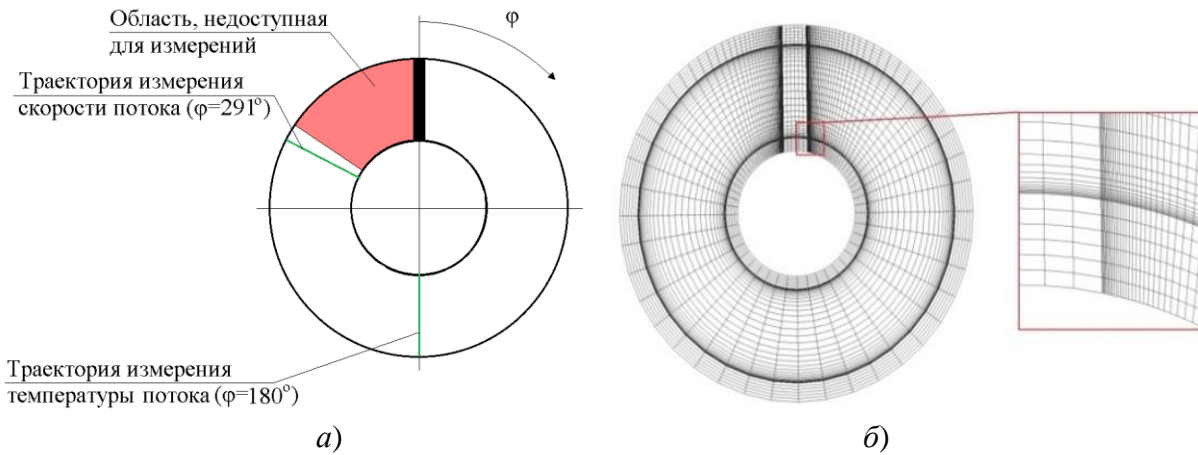 Область, недоступная
для измерений
φ
Траектория измерения
скорости потока (φ=291°)
Траектория измерения
температуры потока (φ=180°)
а)
б)